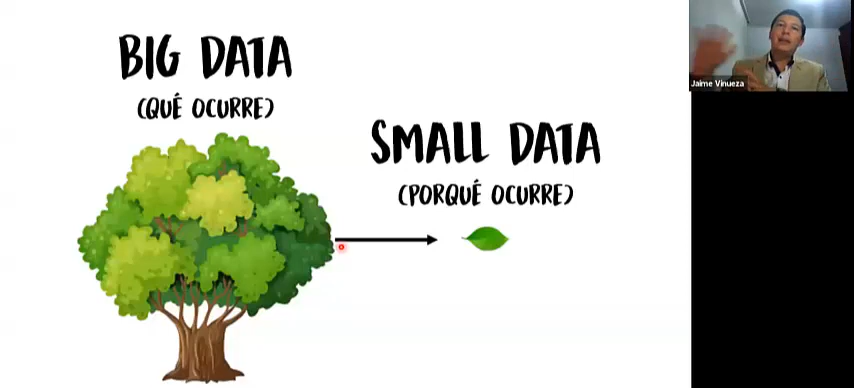 BIG DATA
(QUÉ OCURRE)
SMALL DATA
(PORQUÉ OCURRE)
Jaime Vinueza